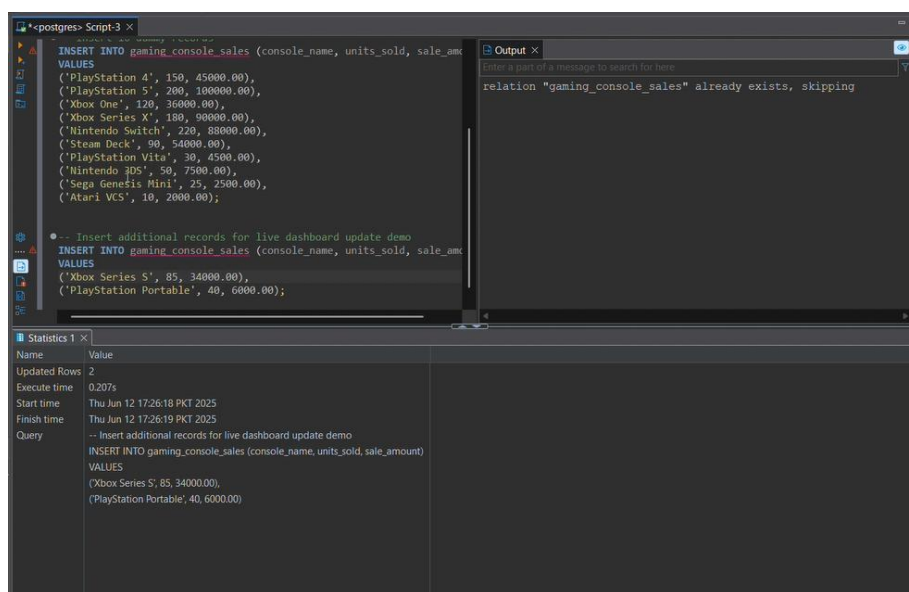 *<postgres> Script-3
INSERT INTO gaming_console_sales (console_name, units_sold, sale_amo
VALUES
('PlayStation 4', 150, 45000.00),
('PlayStation 5', 200, 100000.00),
('Xbox One', 120, 36000.00),
('Xbox Series X', 180, 90000.00),
('Nintendo Switch', 220, 88000.00),
('Steam Deck', 90, 54000.00),
('PlayStation Vita', 30, 4500.00),
('Nintendo 3DS', 50, 7500.00),
('Sega Genesis Mini', 25, 2500.00),
('Atari VCS', 10, 2000.00);
-- Insert additional records for live dashboard update demo
INSERT INTO gaming_console_sales (console_name, units_sold, sale_amo
VALUES
('Xbox Series S', 85, 34000.00),
('PlayStation Portable', 40, 6000.00);
Output
Enter a part of a message to search for here
relation "gaming_console_sales" already exists, skipping
Statistics 1
Name Value
Updated Rows 2
Execute time 0.207s
Start time Thu Jun 12 17:26:18 PKT 2025
Finish time Thu Jun 12 17:26:19 PKT 2025
Query -- Insert additional records for live dashboard update demo
INSERT INTO gaming_console_sales (console_name, units_sold, sale_amount)
VALUES
('Xbox Series S', 85, 34000.00),
('PlayStation Portable', 40, 6000.00)